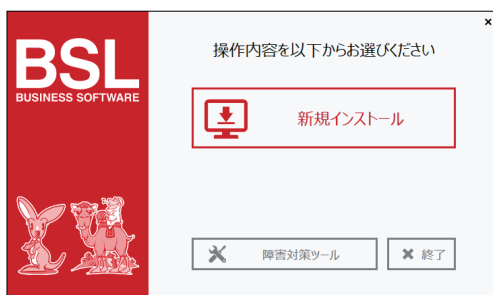 BSL
BUSINESS SOFTWARE
操作内容を以下からお選びください
新規インストール
障害対策ツール
終了